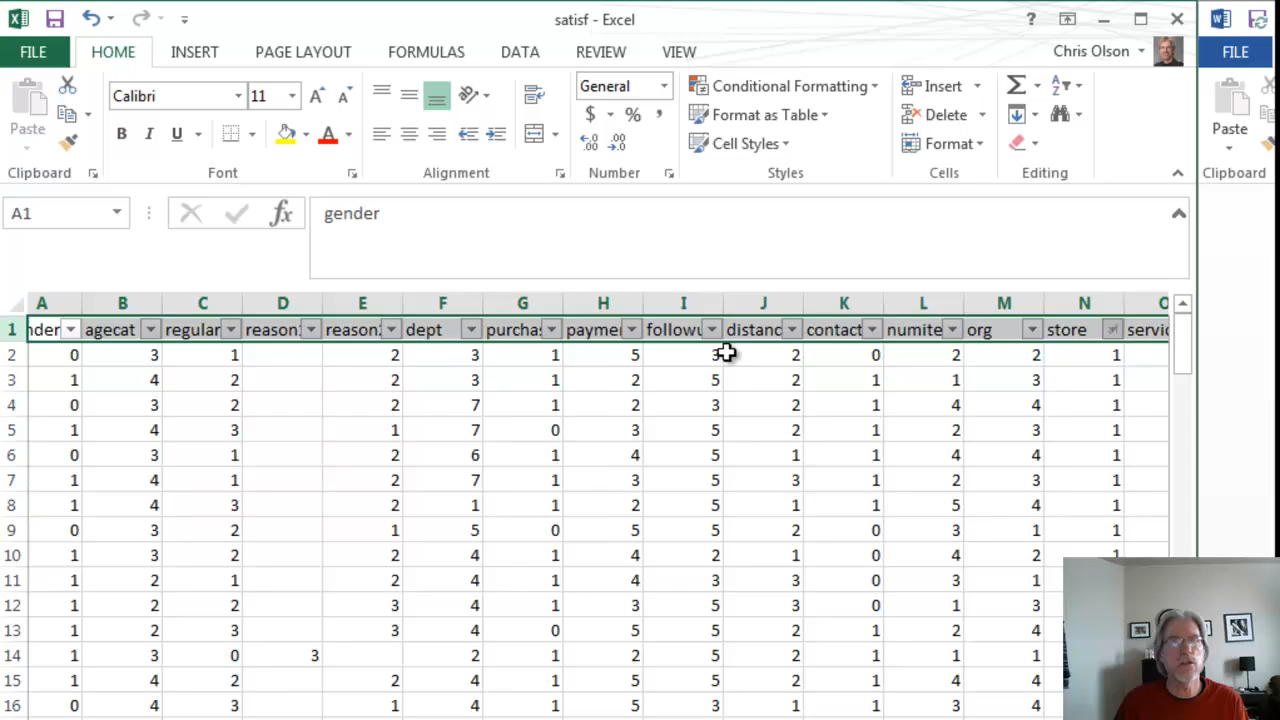 satisf - Excel
FILE HOME INSERT PAGE LAYOUT FORMULAS DATA REVIEW VIEW Chris Olson FILE
Calibri 11 General Conditional Formatting Insert
Paste $ % , Format as Table Delete Paste
B I U A Cell Styles Format
Clipboard Font Alignment Number Styles Cells Editing Clipboard
A1 fx gender
A B C D E F G H I J K L M N O
1 nder agecat regular reason reason dept purcha payme follow distanc contact numite org store servic
2 0 3 1 2 3 1 5 3 2 0 2 2 1
3 1 4 2 2 3 1 2 5 2 1 1 3 1
4 0 3 2 2 7 1 2 3 2 1 4 4 1
5 1 4 3 1 7 0 3 5 2 1 2 3 1
6 0 3 1 2 6 1 4 5 1 1 4 4 1
7 1 4 1 2 7 1 3 5 3 1 2 3 1
8 1 4 3 2 1 1 2 5 1 1 5 4 1
9 0 3 2 1 5 0 5 5 2 0 3 1 1
10 1 3 2 2 4 1 4 2 1 0 4 2 1
11 1 2 1 2 4 1 4 3 3 0 3 1
12 1 2 2 3 4 1 3 5 3 0 1 3
13 1 2 3 3 4 0 5 5 2 1 2 4
14 1 3 0 3 2 1 2 5 2 1 1 1
15 1 4 2 2 4 1 5 5 2 1 4 4
16 0 4 3 1 4 1 5 3 1 1 3 4